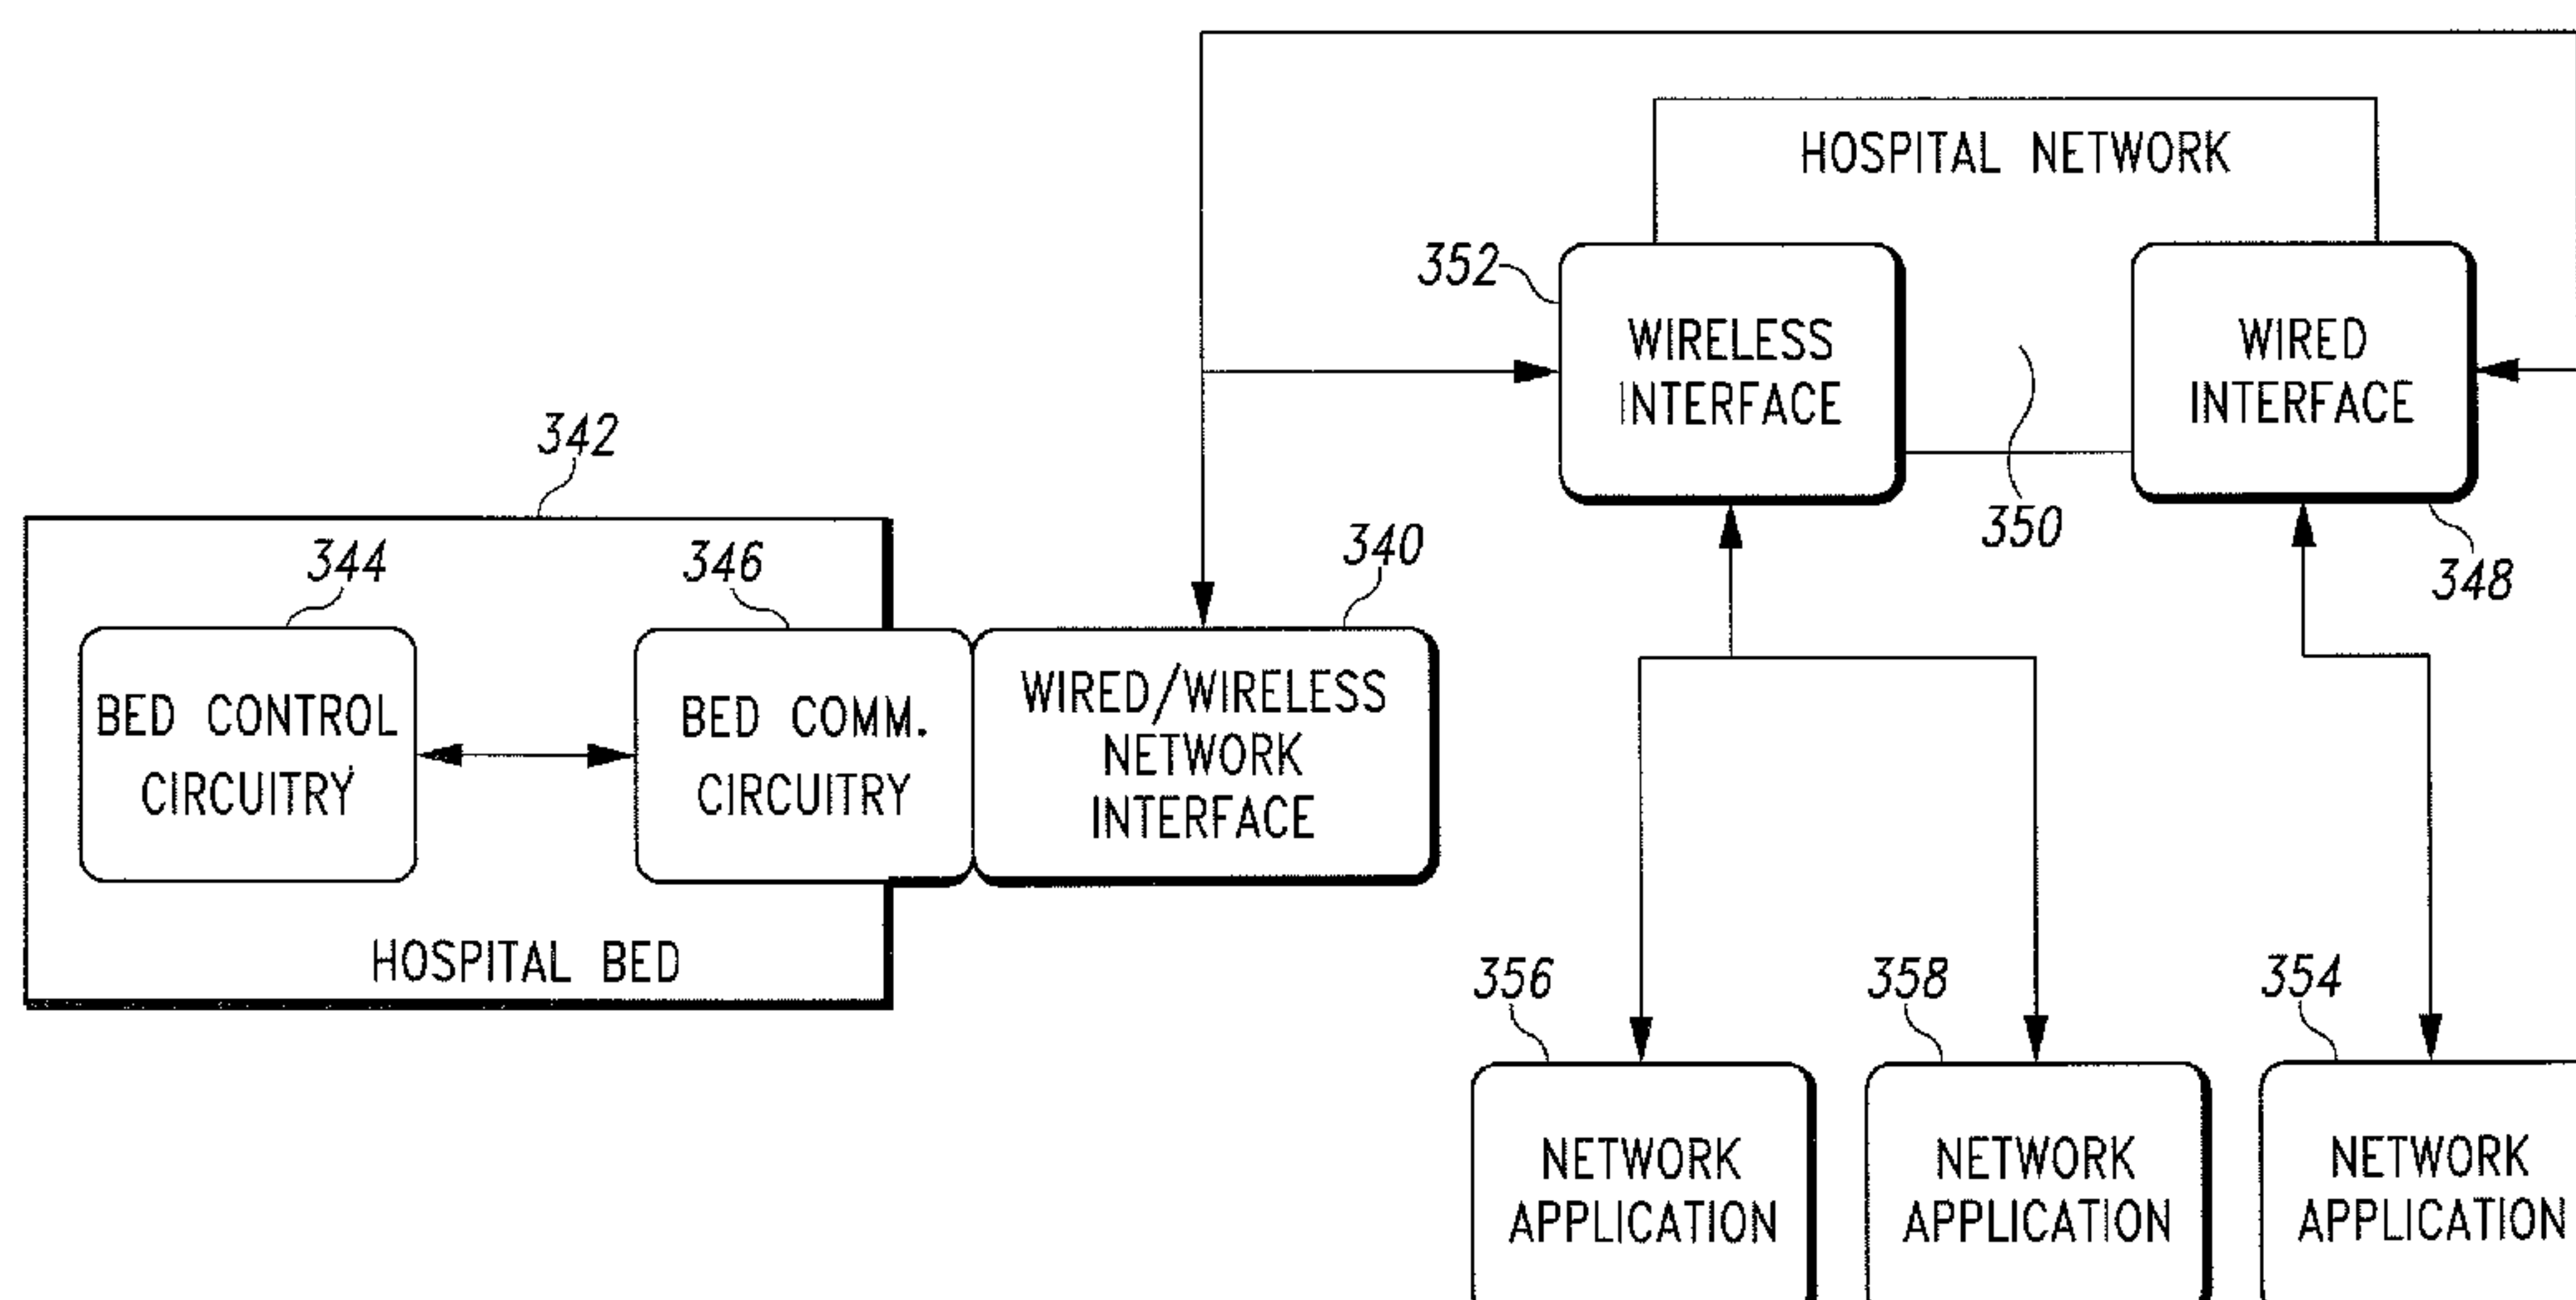 HOSPITAL NETWORK
352
WIRELESS
INTERFACE
WIRED
INTERFACE
350
348
342
344
346
340
BED CONTROL
CIRCUITRY
BED COMM.
CIRCUITRY
WIRED/WIRELESS
NETWORK
INTERFACE
HOSPITAL BED
356
358
354
NETWORK
APPLICATION
NETWORK
APPLICATION
NETWORK
APPLICATION